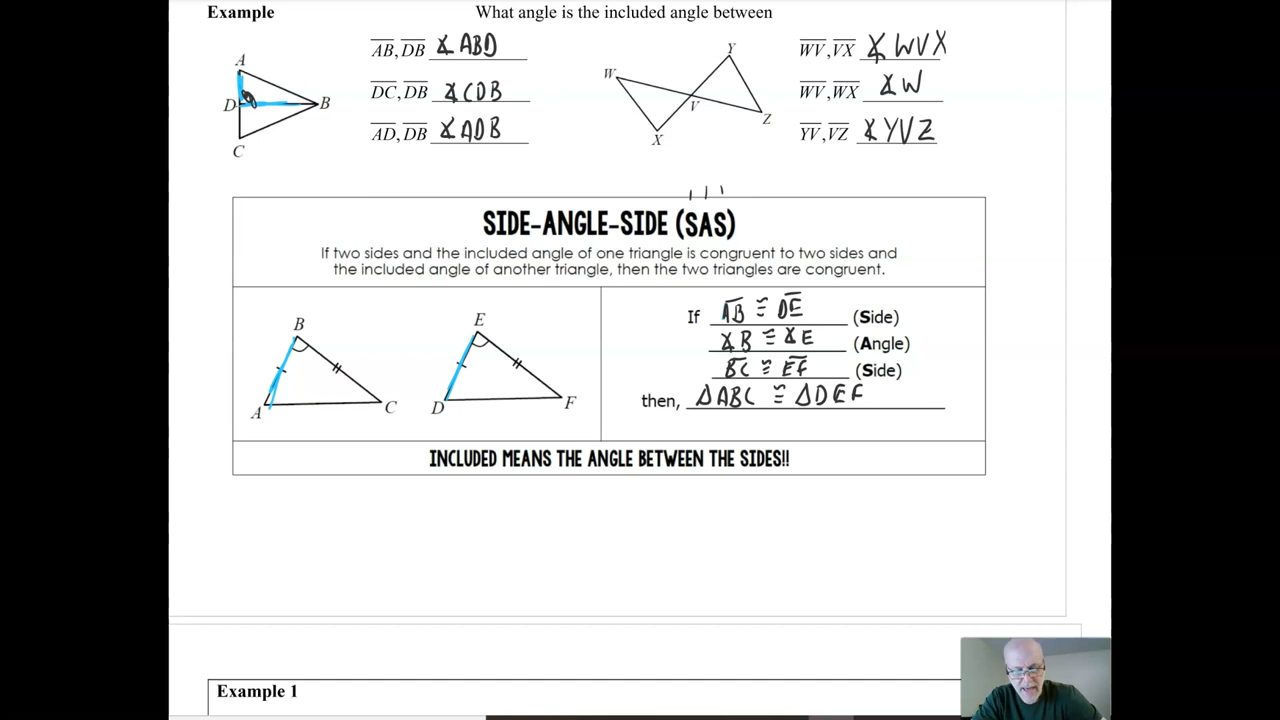 Example What angle is the included angle between
A
D
B
C
AB, DB ∡ABD
DC, DB ∡CDB
AD, DB ∡ADB
W
Y
V
Z
X
WV, VX ∡WVX
WV, WX ∡W
YV, VZ ∡YVZ
SIDE-ANGLE-SIDE (SAS)
If two sides and the included angle of one triangle is congruent to two sides and
the included angle of another triangle, then the two triangles are congruent.
B
A
C
E
D
F
If AB ≅ DE (Side)
∡B ≅ ∡E (Angle)
BC ≅ EF (Side)
then, ΔABC ≅ ΔDEF
INCLUDED MEANS THE ANGLE BETWEEN THE SIDES!!
Example 1